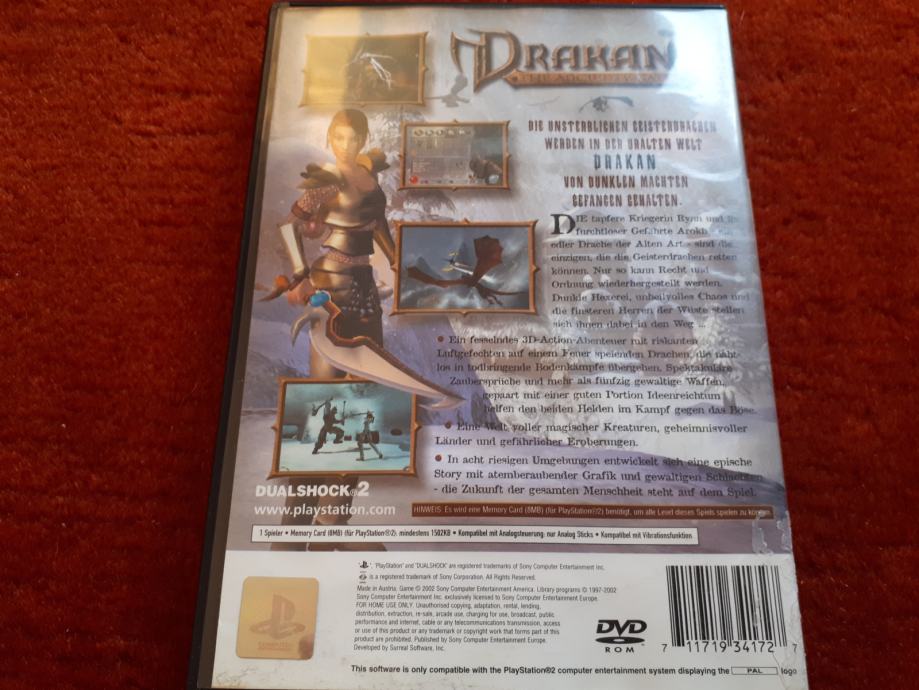 DRAKAN
THE ANCIENTS' GATES
DIE UNSTERBLICHEN GEISTERDRACHEN
WERDEN IN DER URALTEN WELT
DRAKAN
VON DUNKLEN MÄCHTEN
GEFANGEN GEHALTEN.
DIE tapfere Kriegerin Rynn und ihr
furchtloser Gefährte Arokh - ein
edler Drache der Alten Art - sind die
einzigen, die die Geisterdrachen retten
können. Nur so kann Recht und
Ordnung wiederhergestellt werden.
Dunkle Hexerei, unheilvolles Chaos und
die finsteren Herren der Wüste stellen
sich ihnen dabei in den Weg ...
• Ein fesselndes 3D-Action-Abenteuer mit riskanten
Luftgefechten auf einem Feuer speienden Drachen, die naht-
los in todbringende Bodenkämpfe übergehen. Spektakuläre
Zaubersprüche und mehr als fünfzig gewaltige Waffen,
gepaart mit einer guten Portion Ideenreichtum
helfen den beiden Helden im Kampf gegen das Böse.
• Eine Welt voller magischer Kreaturen, geheimnisvoller
Länder und gefährlicher Eroberungen.
• In acht riesigen Umgebungen entwickelt sich eine epische
Story mit atemberaubender Grafik und gewaltigen Schlachten
- die Zukunft der gesamten Menschheit steht auf dem Spiel.
DUALSHOCK®2
www.playstation.com
HINWEIS: Es wird eine Memory Card (8MB) (für PlayStation®2) benötigt, um alle Level dieses Spiels spielen zu können.
1 Spieler • Memory Card (8MB) (für PlayStation®2): mindestens 1502KB • Kompatibel mit Analogsteuerung: nur Analog Sticks • Kompatibel mit Vibrationsfunktion
"PlayStation" and "DUALSHOCK" are registered trademarks of Sony Computer Entertainment Inc.
is a registered trademark of Sony Corporation. All Rights Reserved.
Made in Austria. Game © 2002 Sony Computer Entertainment America. Library programs © 1997-2002
Sony Computer Entertainment Inc. exclusively licensed to Sony Computer Entertainment Europe.
FOR HOME USE ONLY. Unauthorised copying, adaptation, rental, lending,
distribution, extraction, re-sale, arcade use, charging for use, broadcast, public
performance and internet, cable or any telecommunications transmission, access
or use of this product or any trademark or copyright work that forms part of this
product are prohibited. Published by Sony Computer Entertainment Europe.
Developed by Surreal Software, Inc.
DVD
ROM
7 11719 34172 7
This software is only compatible with the PlayStation®2 computer entertainment system displaying the PAL logo